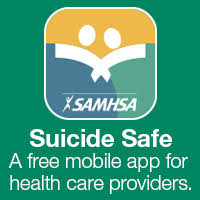 SAMHSA
Suicide Safe
A free mobile app for
health care providers.